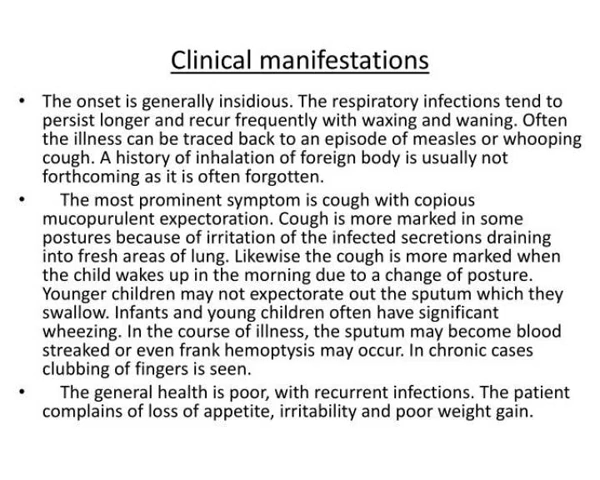 Clinical manifestations
• The onset is generally insidious. The respiratory infections tend to
persist longer and recur frequently with waxing and waning. Often
the illness can be traced back to an episode of measles or whooping
cough. A history of inhalation of foreign body is usually not
forthcoming as it is often forgotten.
• The most prominent symptom is cough with copious
mucopurulent expectoration. Cough is more marked in some
postures because of irritation of the infected secretions draining
into fresh areas of lung. Likewise the cough is more marked when
the child wakes up in the morning due to a change of posture.
Younger children may not expectorate out the sputum which they
swallow. Infants and young children often have significant
wheezing. In the course of illness, the sputum may become blood
streaked or even frank hemoptysis may occur. In chronic cases
clubbing of fingers is seen.
• The general health is poor, with recurrent infections. The patient
complains of loss of appetite, irritability and poor weight gain.